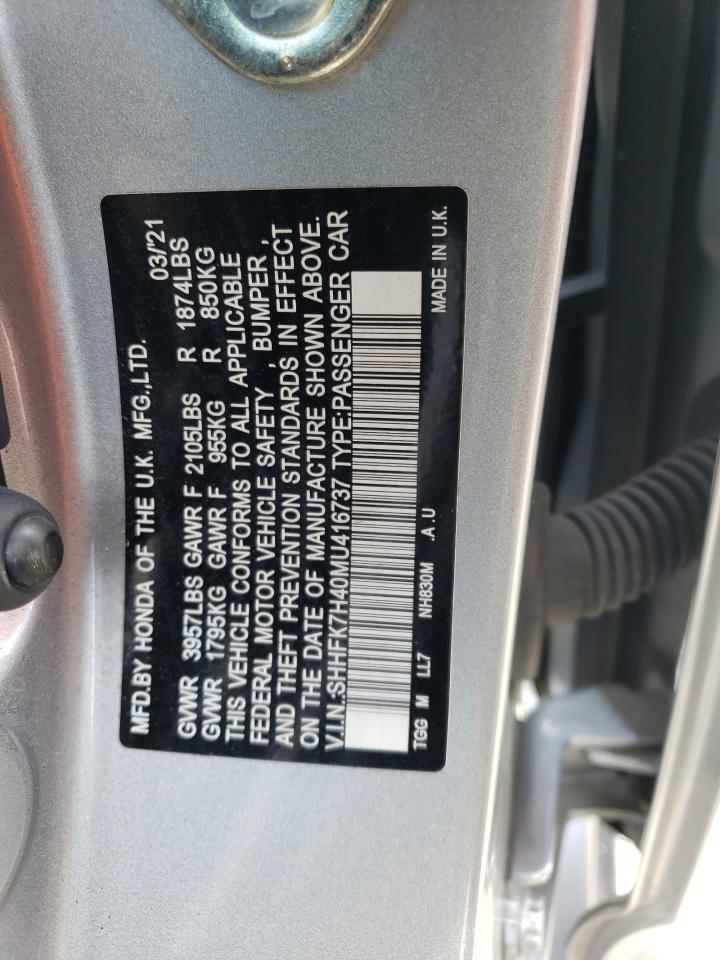 MFD.BY HONDA OF THE U.K. MFG.,LTD. 03/'21
GVWR 3957LBS GAWR F 2105LBS R 1874LBS
GVWR 1795KG GAWR F 955KG R 850KG
THIS VEHICLE CONFORMS TO ALL APPLICABLE
FEDERAL MOTOR VEHICLE SAFETY , BUMPER ,
AND THEFT PREVENTION STANDARDS IN EFFECT
ON THE DATE OF MANUFACTURE SHOWN ABOVE.
V.I.N.:SHHFK7H40MU416737 TYPE:PASSENGER CAR
TGG M LL7 NH830M .A.U MADE IN U.K.